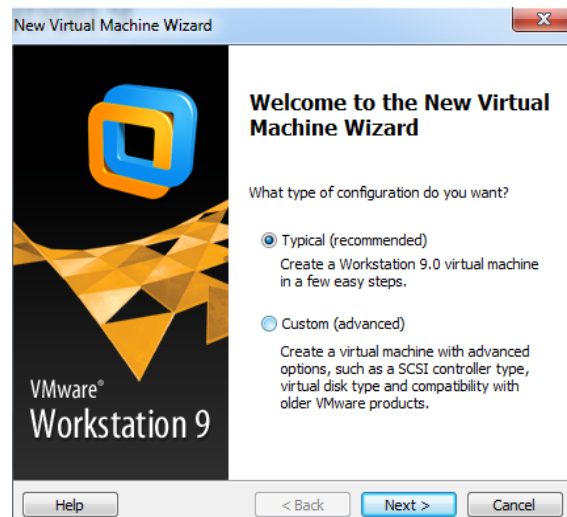 New Virtual Machine Wizard
x
Welcome to the New Virtual
Machine Wizard
What type of configuration do you want?
Typical (recommended)
Create a Workstation 9.0 virtual machine
in a few easy steps.
Custom (advanced)
Create a virtual machine with advanced
options, such as a SCSI controller type,
virtual disk type and compatibility with
older VMware products.
VMware®
Workstation 9
Help
< Back
Next >
Cancel